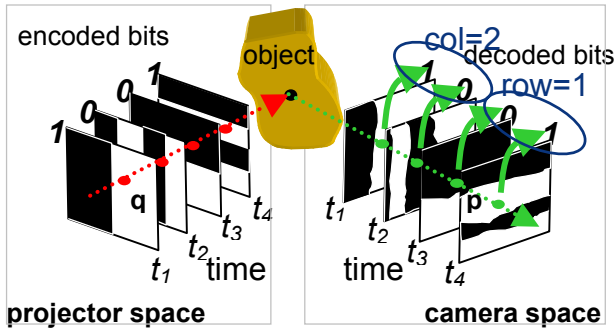 encoded bits
1
0
0
1
q
t1
t2
t3
t4
time
projector space
object
col=2
decoded bits
row=1
1
0
0
1
p
t1
t2
t3
t4
time
camera space